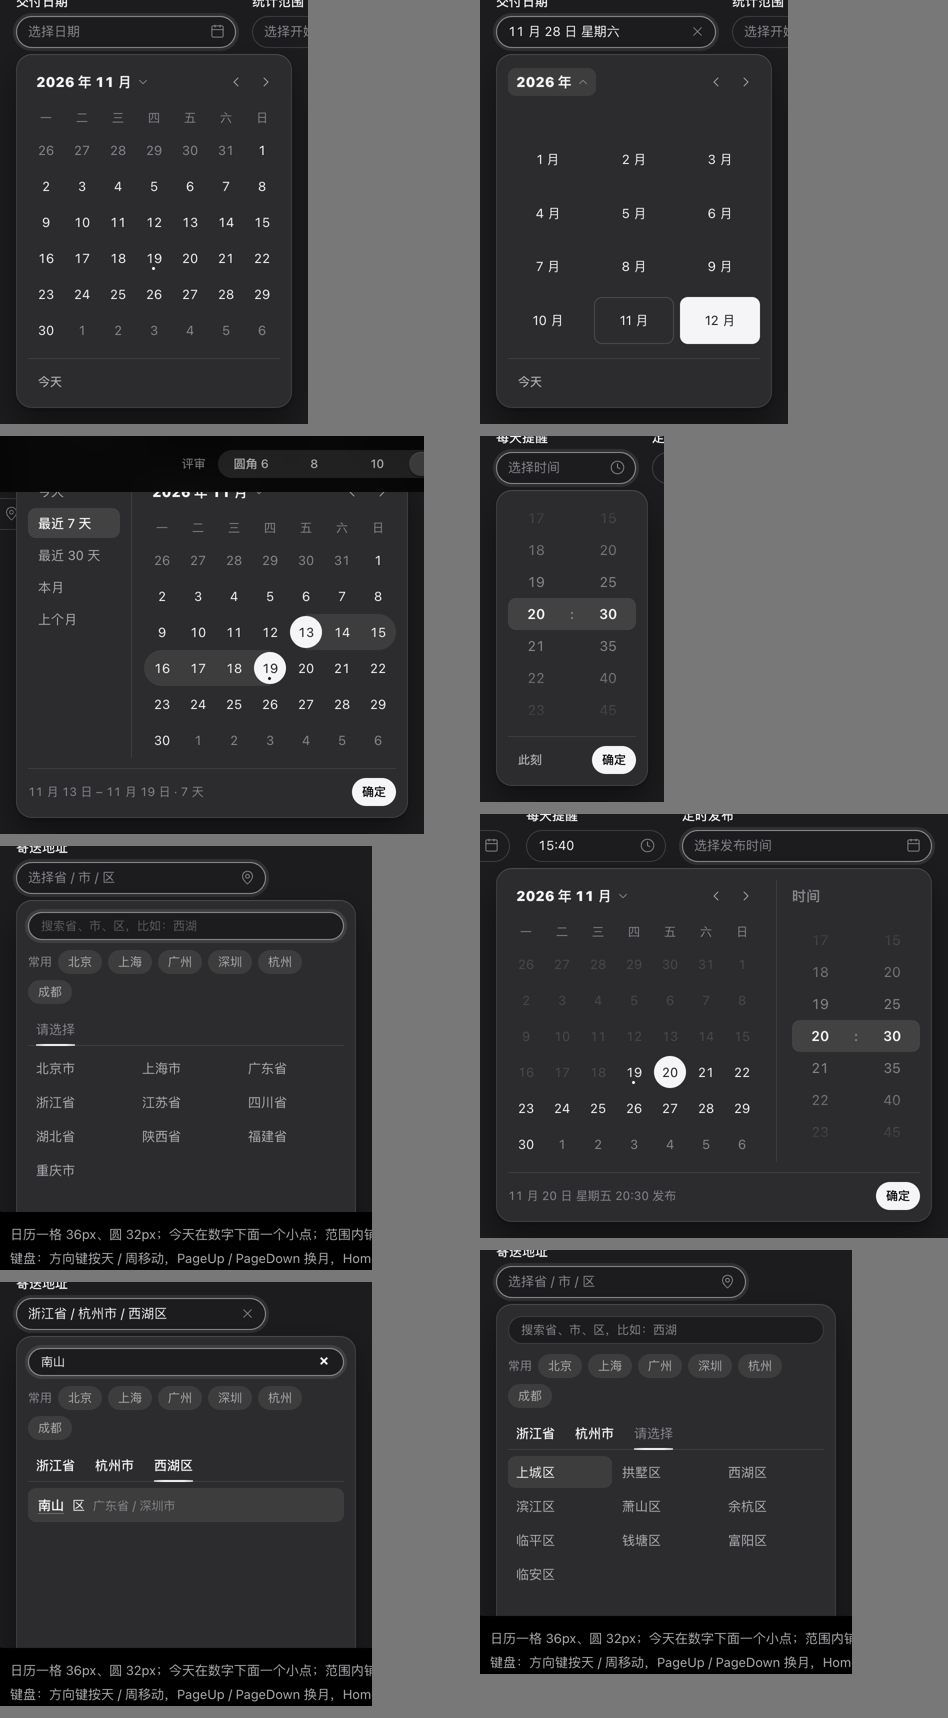 交付日期 统计范围
选择日期 选择开始
2026 年 11 月
一 二 三 四 五 六 日
26 27 28 29 30 31 1
2 3 4 5 6 7 8
9 10 11 12 13 14 15
16 17 18 19 20 21 22
23 24 25 26 27 28 29
30 1 2 3 4 5 6
今天
交付日期 统计范围
11 月 28 日 星期六 选择开始
2026 年
1 月 2 月 3 月
4 月 5 月 6 月
7 月 8 月 9 月
10 月 11 月 12 月
今天
评审 圆角 6 8 10
今天
最近 7 天
最近 30 天
本月
上个月
2026 年 11 月
一 二 三 四 五 六 日
26 27 28 29 30 31 1
2 3 4 5 6 7 8
9 10 11 12 13 14 15
16 17 18 19 20 21 22
23 24 25 26 27 28 29
30 1 2 3 4 5 6
11 月 13 日 – 11 月 19 日 · 7 天 确定
每天提醒 定
选择时间
17 15
18 20
19 25
20 : 30
21 35
22 40
23 45
此刻 确定
每天提醒 定时发布
15:40 选择发布时间
2026 年 11 月
一 二 三 四 五 六 日
26 27 28 29 30 31 1
2 3 4 5 6 7 8
9 10 11 12 13 14 15
16 17 18 19 20 21 22
23 24 25 26 27 28 29
30 1 2 3 4 5 6
时间
17 15
18 20
19 25
20 : 30
21 35
22 40
23 45
11 月 20 日 星期五 20:30 发布 确定
寄送地址
选择省 / 市 / 区
搜索省、市、区，比如：西湖
常用 北京 上海 广州 深圳 杭州
成都
请选择
北京市 上海市 广东省
浙江省 江苏省 四川省
湖北省 陕西省 福建省
重庆市
日历一格 36px、圆 32px；今天在数字下面一个小点；范围内
键盘：方向键按天 / 周移动，PageUp / PageDown 换月，Hom
寄送地址
浙江省 / 杭州市 / 西湖区
南山
常用 北京 上海 广州 深圳 杭州
成都
浙江省 杭州市 西湖区
南山 区 广东省 / 深圳市
日历一格 36px、圆 32px；今天在数字下面一个小点；范围内
键盘：方向键按天 / 周移动，PageUp / PageDown 换月，Hom
寄送地址
选择省 / 市 / 区
搜索省、市、区，比如：西湖
常用 北京 上海 广州 深圳 杭州
成都
浙江省 杭州市 请选择
上城区 拱墅区 西湖区
滨江区 萧山区 余杭区
临平区 钱塘区 富阳区
临安区
日历一格 36px、圆 32px；今天在数字下面一个小点；范围内
键盘：方向键按天 / 周移动，PageUp / PageDown 换月，Hom